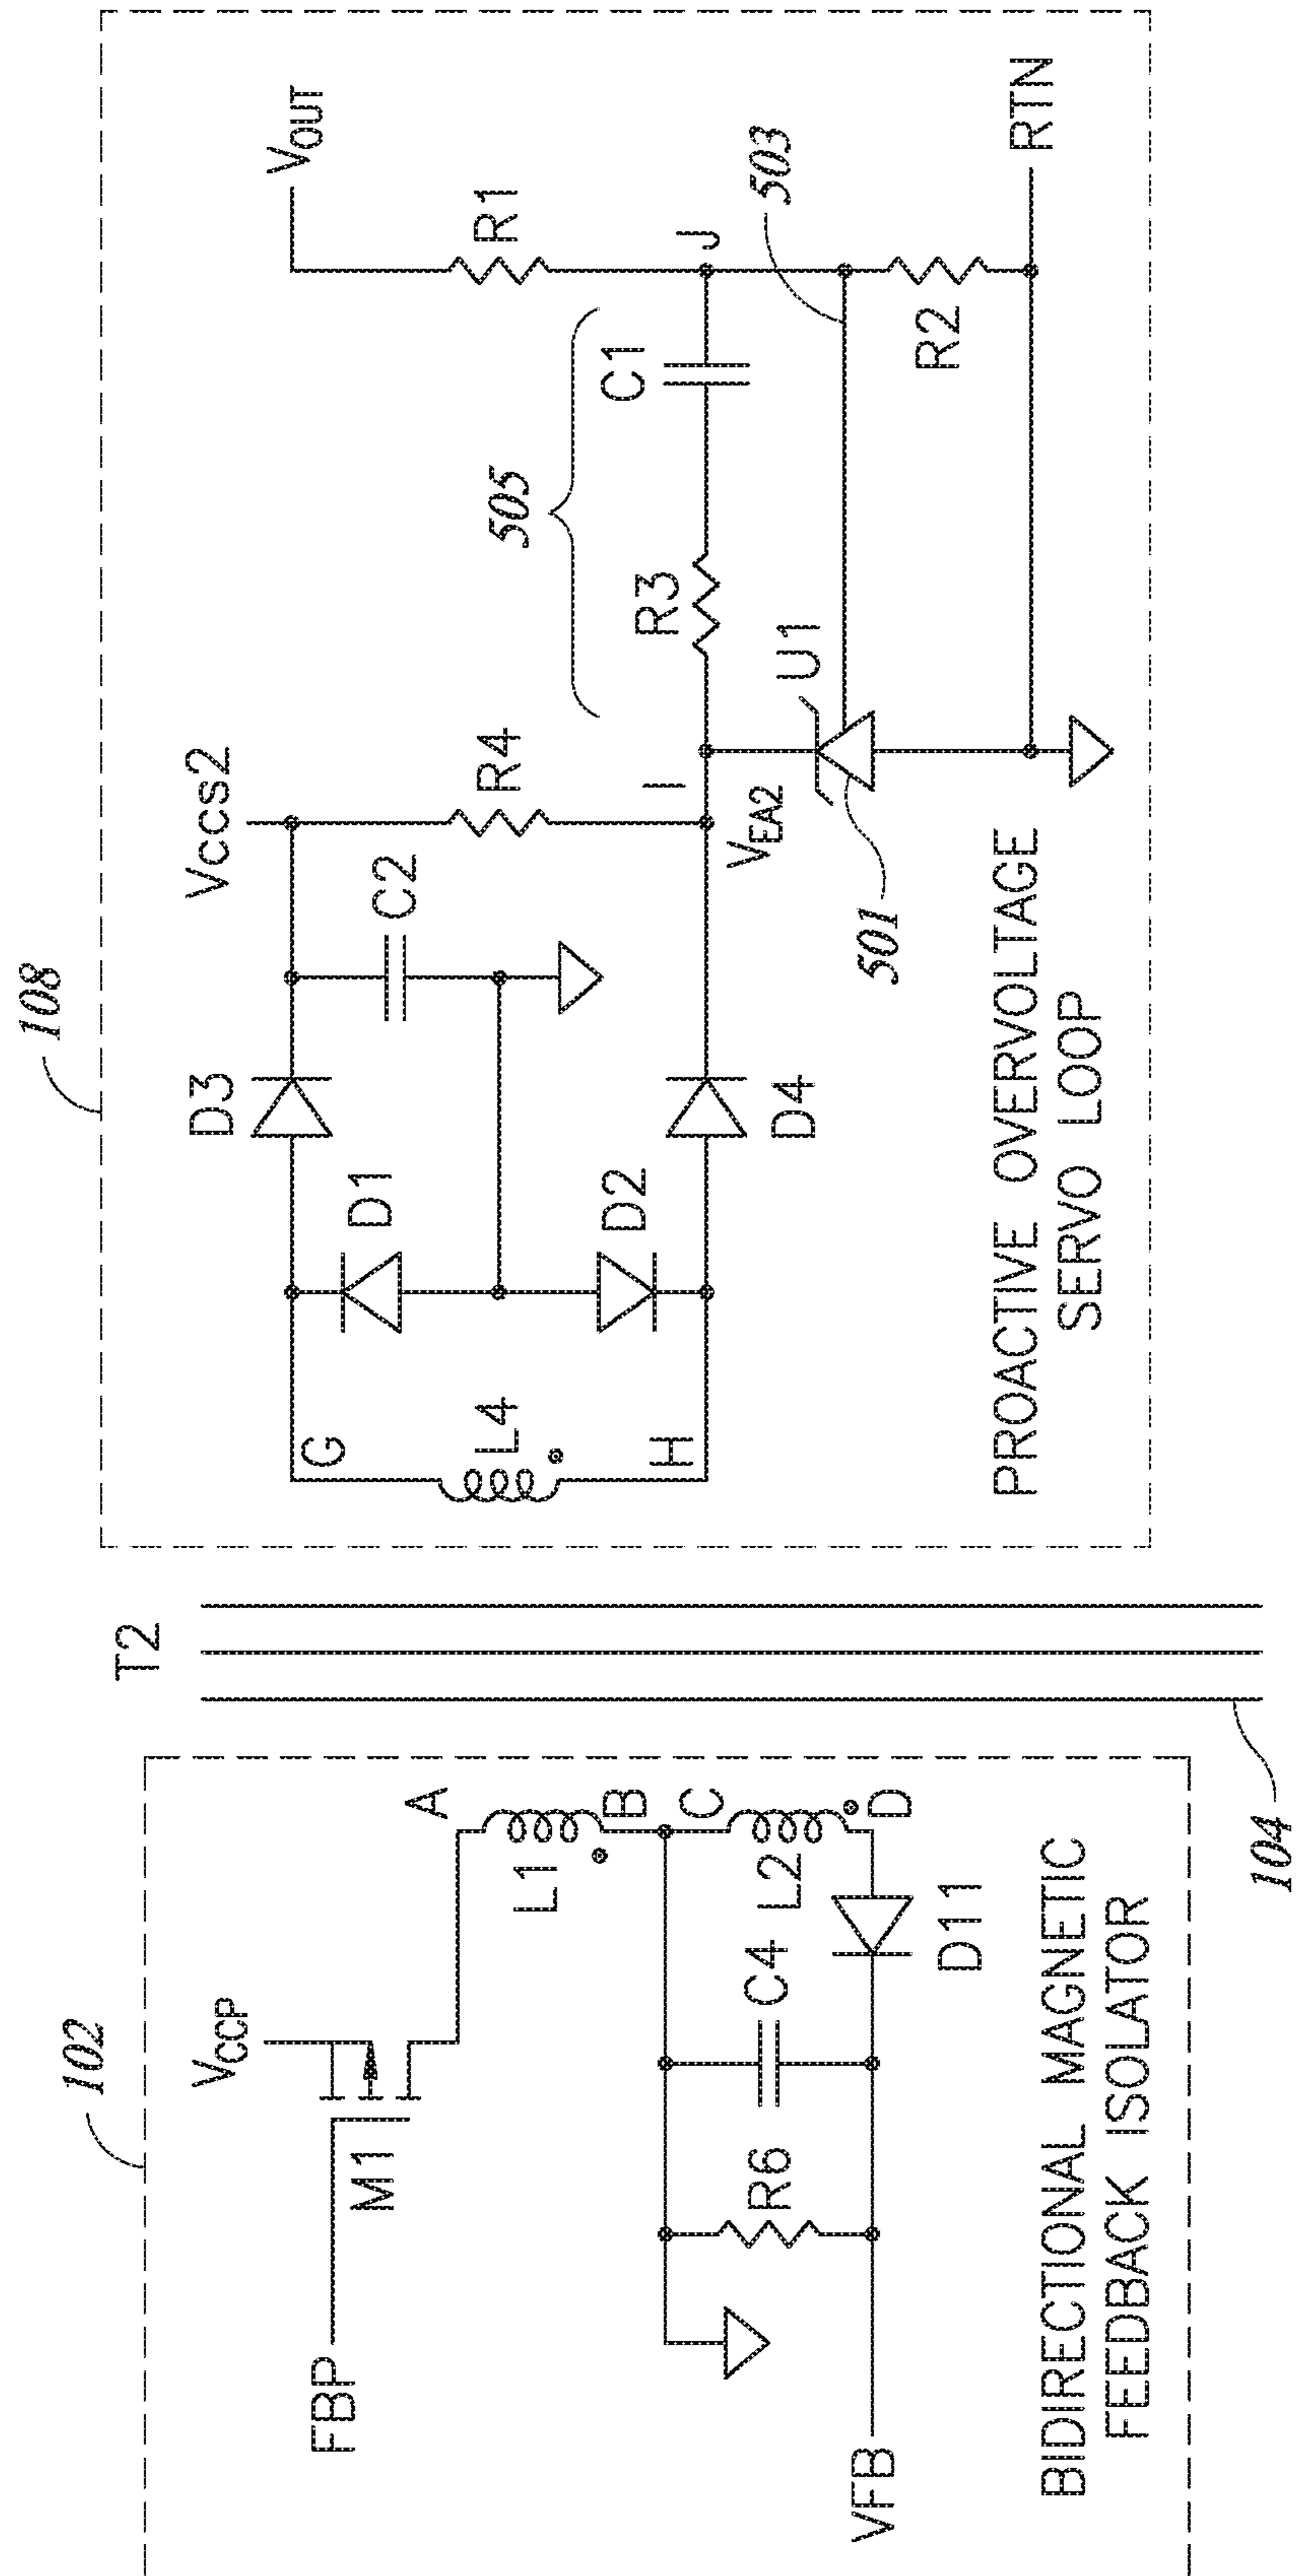 102
VCCP
FBP
M1
A
L1
B
C
L2
D
R6
C4
D11
VFB
BIDIRECTIONAL MAGNETIC
FEEDBACK ISOLATOR
T2
104
108
G
L4
H
D1
D2
D3
D4
C2
Vccs2
R4
I
VEA2
501
U1
505
R3
C1
VOUT
R1
J
503
R2
RTN
PROACTIVE OVERVOLTAGE
SERVO LOOP